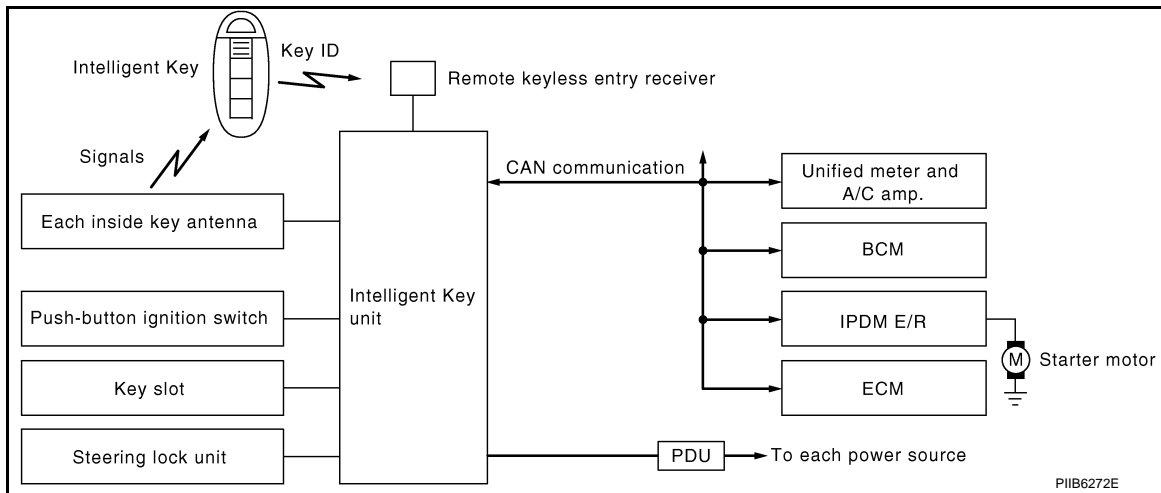 Intelligent Key
Key ID
Remote keyless entry receiver
Signals
Each inside key antenna
Push-button ignition switch
Key slot
Steering lock unit
Intelligent Key
unit
CAN communication
Unified meter and
A/C amp.
BCM
IPDM E/R
M
Starter motor
ECM
PDU
To each power source
PIIB6272E